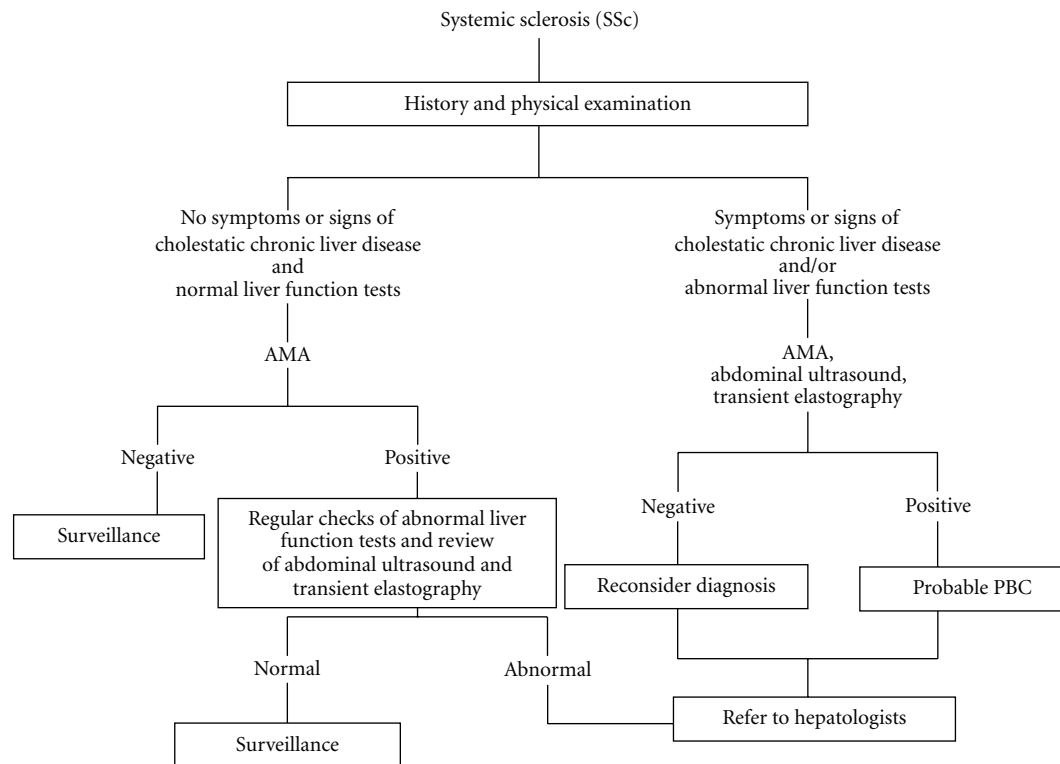 Systemic sclerosis (SSc)
History and physical examination
No symptoms or signs of
cholestatic chronic liver disease
and
normal liver function tests
Symptoms or signs of
cholestatic chronic liver disease
and/or
abnormal liver function tests
AMA
AMA,
abdominal ultrasound,
transient elastography
Negative
Positive
Negative
Positive
Surveillance
Regular checks of abnormal liver
function tests and review
of abdominal ultrasound and
transient elastography
Reconsider diagnosis
Probable PBC
Normal
Abnormal
Surveillance
Refer to hepatologists